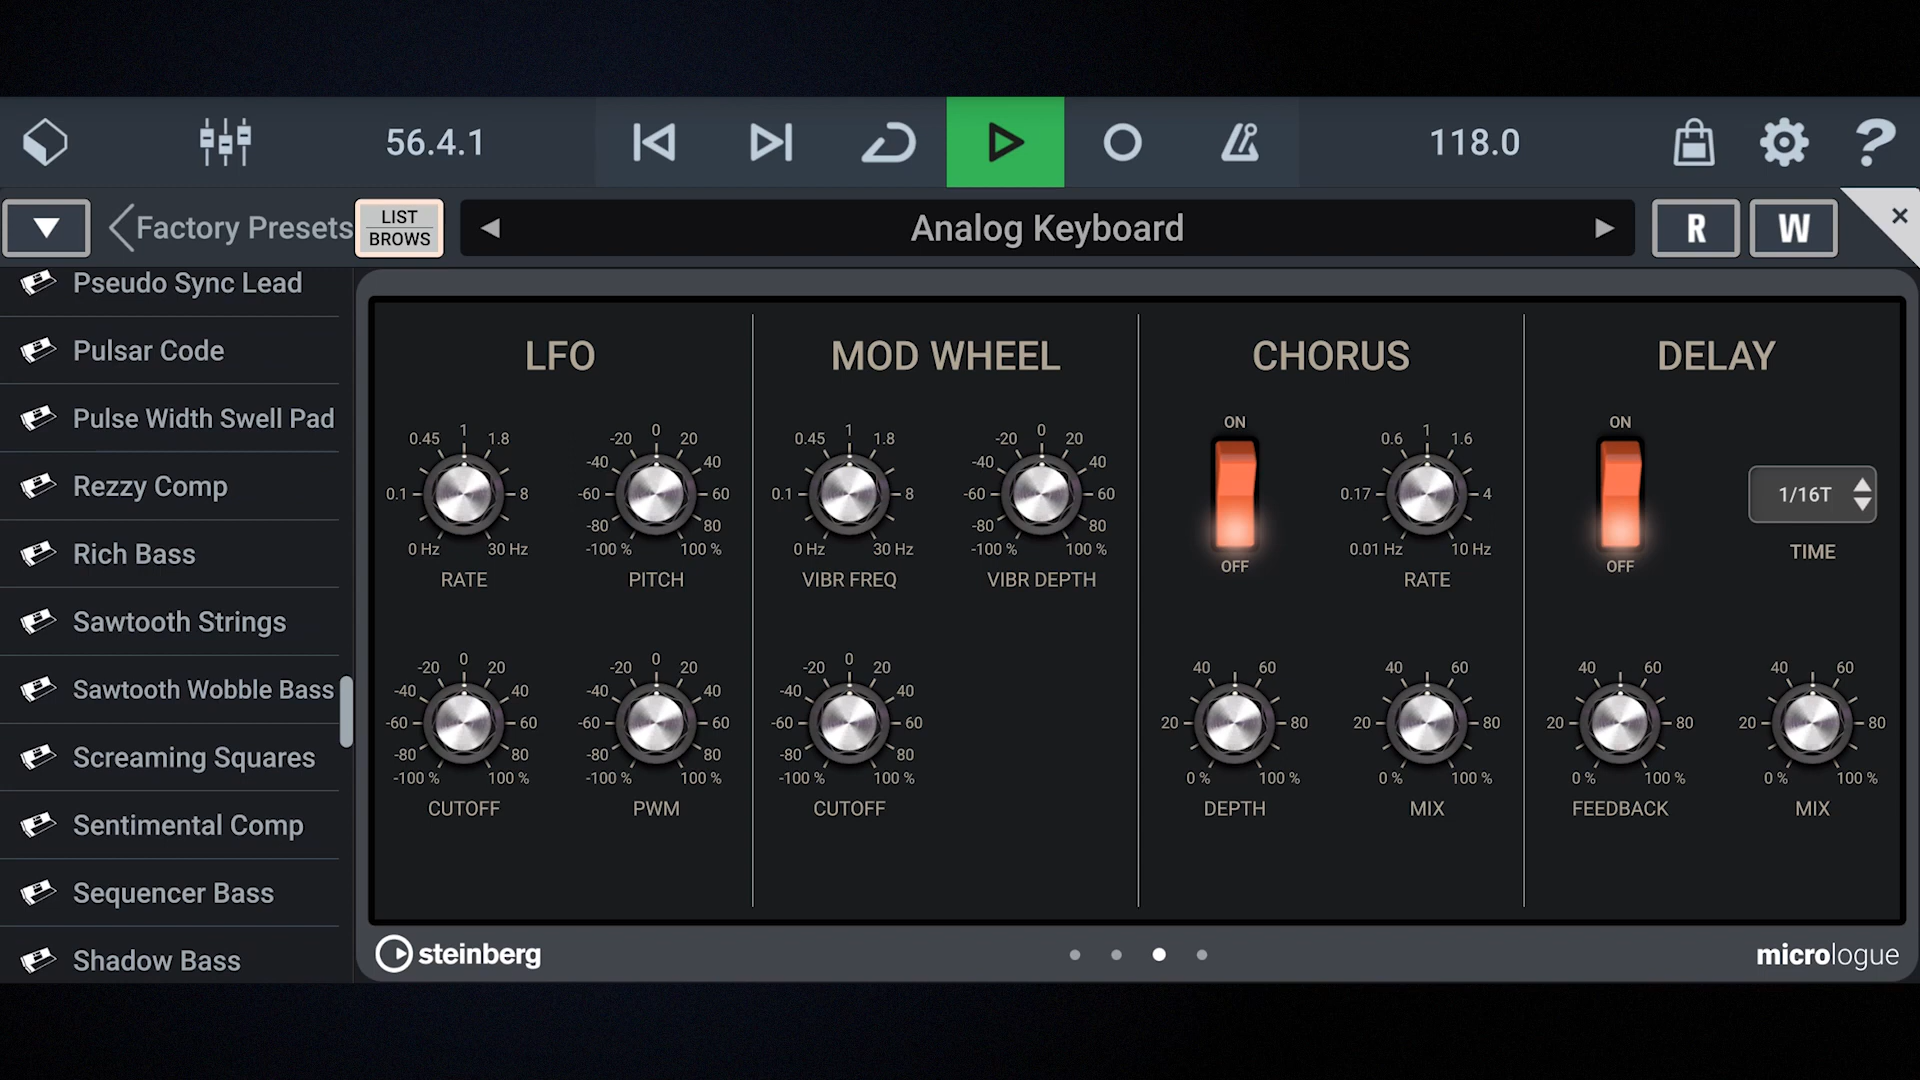 56.4.1
118.0
Factory Presets
LIST
BROWS
Analog Keyboard
R
W
Pseudo Sync Lead
Pulsar Code
Pulse Width Swell Pad
Rezzy Comp
Rich Bass
Sawtooth Strings
Sawtooth Wobble Bass
Screaming Squares
Sentimental Comp
Sequencer Bass
Shadow Bass
LFO
0.45 1 1.8
0.1 8
0 Hz 30 Hz
RATE
-20 0 20
-40 40
-60 60
-80 80
-100 % 100 %
PITCH
-20 0 20
-40 40
-60 60
-80 80
-100 % 100 %
CUTOFF
-20 0 20
-40 40
-60 60
-80 80
-100 % 100 %
PWM
MOD WHEEL
0.45 1 1.8
0.1 8
0 Hz 30 Hz
VIBR FREQ
-20 0 20
-40 40
-60 60
-80 80
-100 % 100 %
VIBR DEPTH
-20 0 20
-40 40
-60 60
-80 80
-100 % 100 %
CUTOFF
CHORUS
ON
OFF
0.6 1 1.6
0.17 4
0.01 Hz 10 Hz
RATE
40 60
20 80
0 % 100 %
DEPTH
40 60
20 80
0 % 100 %
MIX
DELAY
ON
OFF
1/16T
TIME
40 60
20 80
0 % 100 %
FEEDBACK
40 60
20 80
0 % 100 %
MIX
steinberg
micrologue